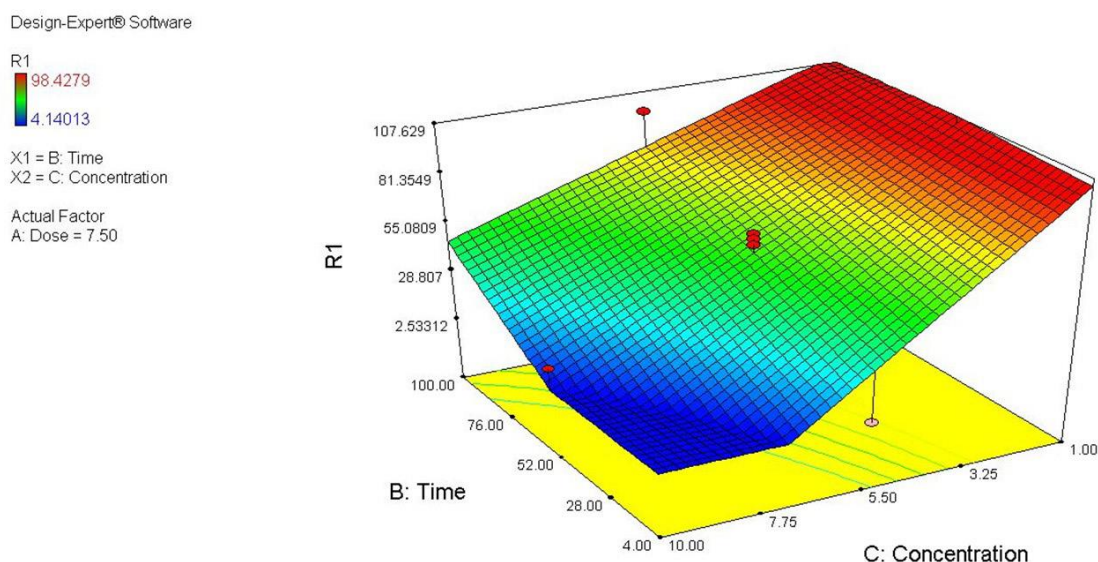 Design-Expert® Software
R1
98.4279
4.14013
X1 = B: Time
X2 = C: Concentration
Actual Factor
A: Dose = 7.50
107.629
81.3549
55.0809
28.807
2.53312
R1
100.00
76.00
52.00
28.00
4.00
B: Time
10.00
7.75
5.50
3.25
1.00
C: Concentration